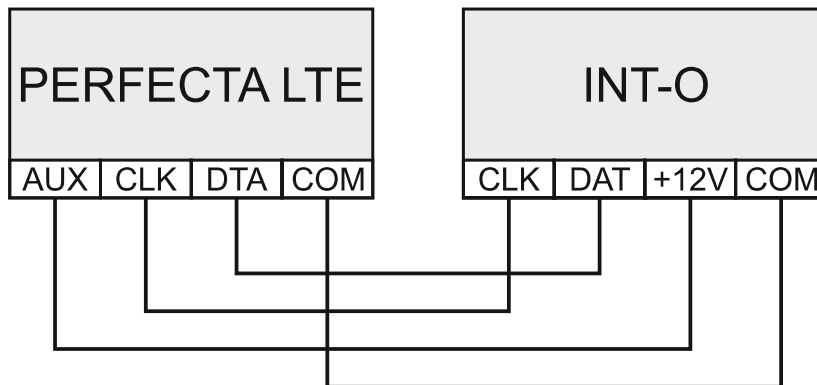 PERFECTA LTE
INT-O
AUX CLK DTA COM
CLK DAT +12V COM